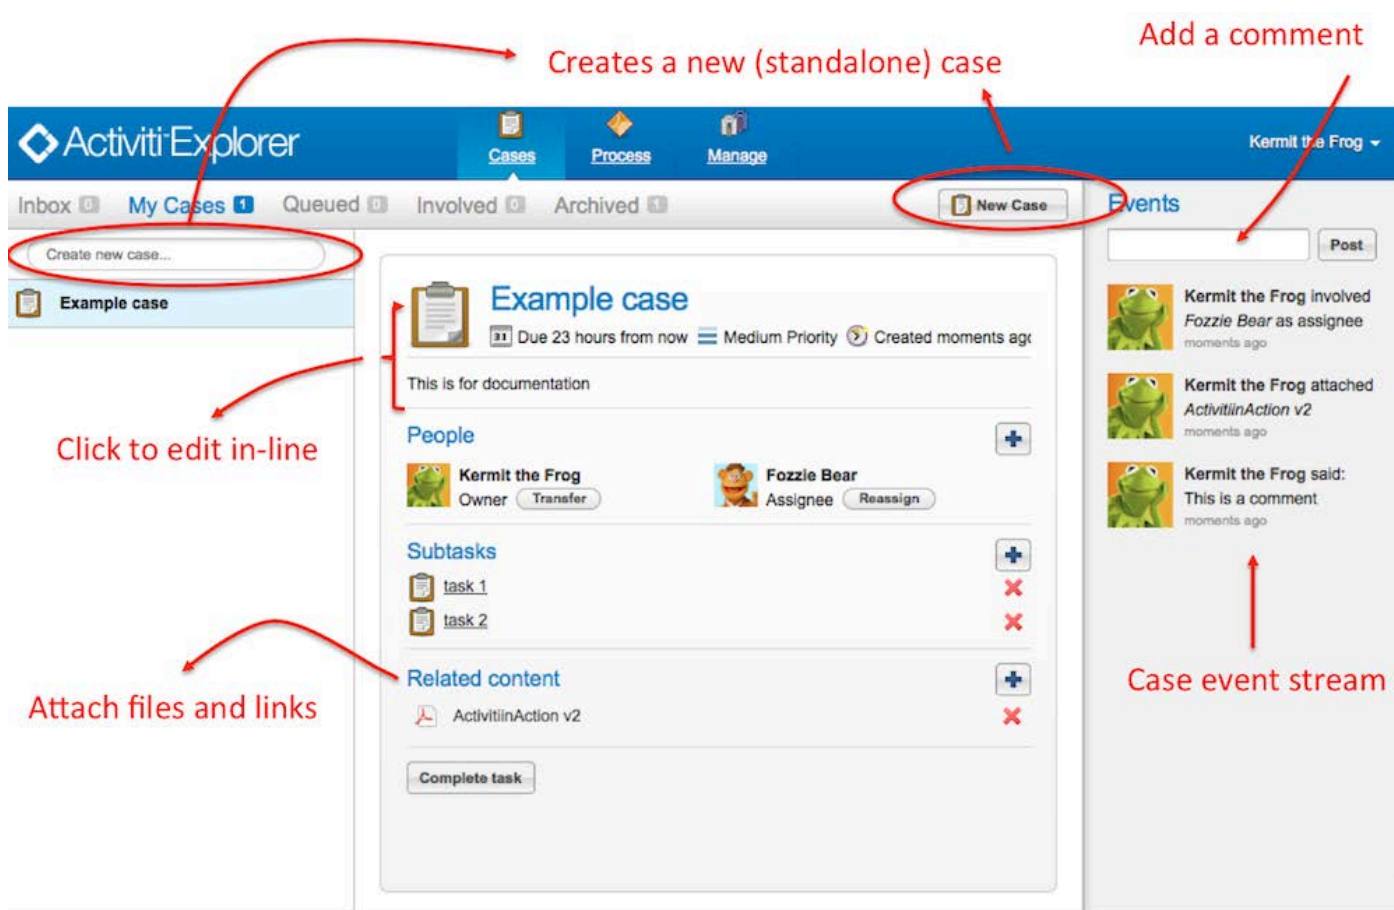 Add a comment
Creates a new (standalone) case
Activiti Explorer
Cases
Process
Manage
Kermit the Frog
Inbox 0
My Cases 1
Queued 0
Involved 0
Archived 1
New Case
Events
Create new case...
Post
Example case
Example case
31 Due 23 hours from now Medium Priority Created moments ago
This is for documentation
Click to edit in-line
People
Kermit the Frog
Owner Transfer
Fozzie Bear
Assignee Reassign
Subtasks
task 1
task 2
Related content
ActivitiinAction v2
Attach files and links
Complete task
Kermit the Frog involved
Fozzie Bear as assignee
moments ago
Kermit the Frog attached
ActivitiinAction v2
moments ago
Kermit the Frog said:
This is a comment
moments ago
Case event stream